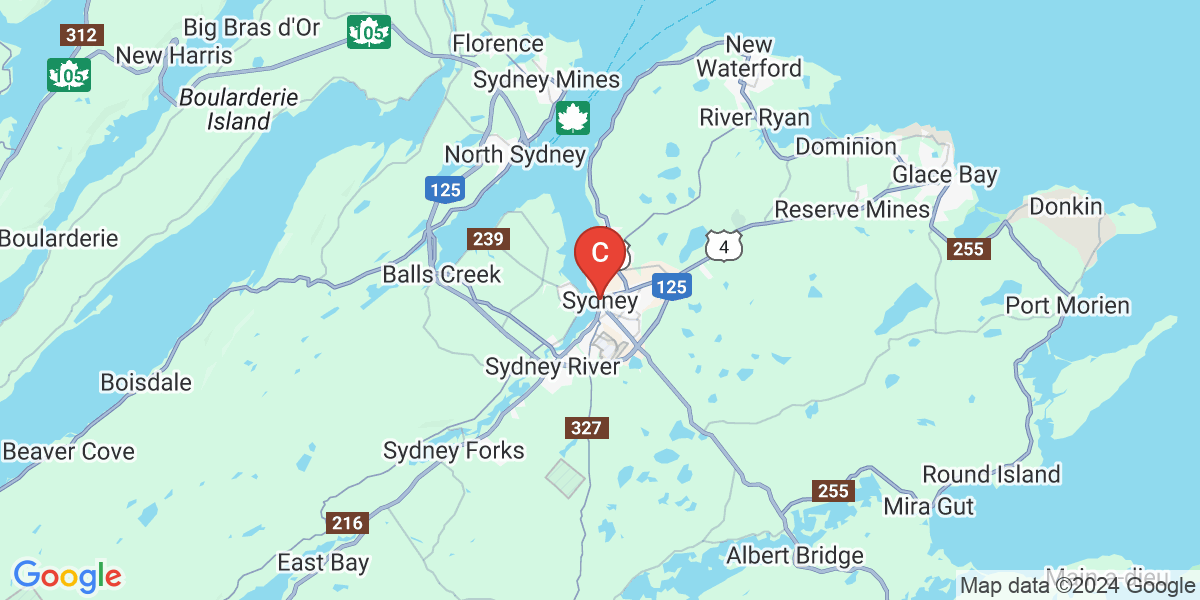 312
Big Bras d'Or
105
New Harris
Florence
New
Waterford
105
Sydney Mines
Boularderie
Island
River Ryan
North Sydney
Dominion
125
Glace Bay
Reserve Mines
Donkin
Boularderie
239
4
255
C
Balls Creek
125
Sydney
Port Morien
Sydney River
Boisdale
327
Beaver Cove
Sydney Forks
Round Island
255
Mira Gut
216
Albert Bridge
East Bay
Google
Main-a-dieu
Map data ©2024 Google